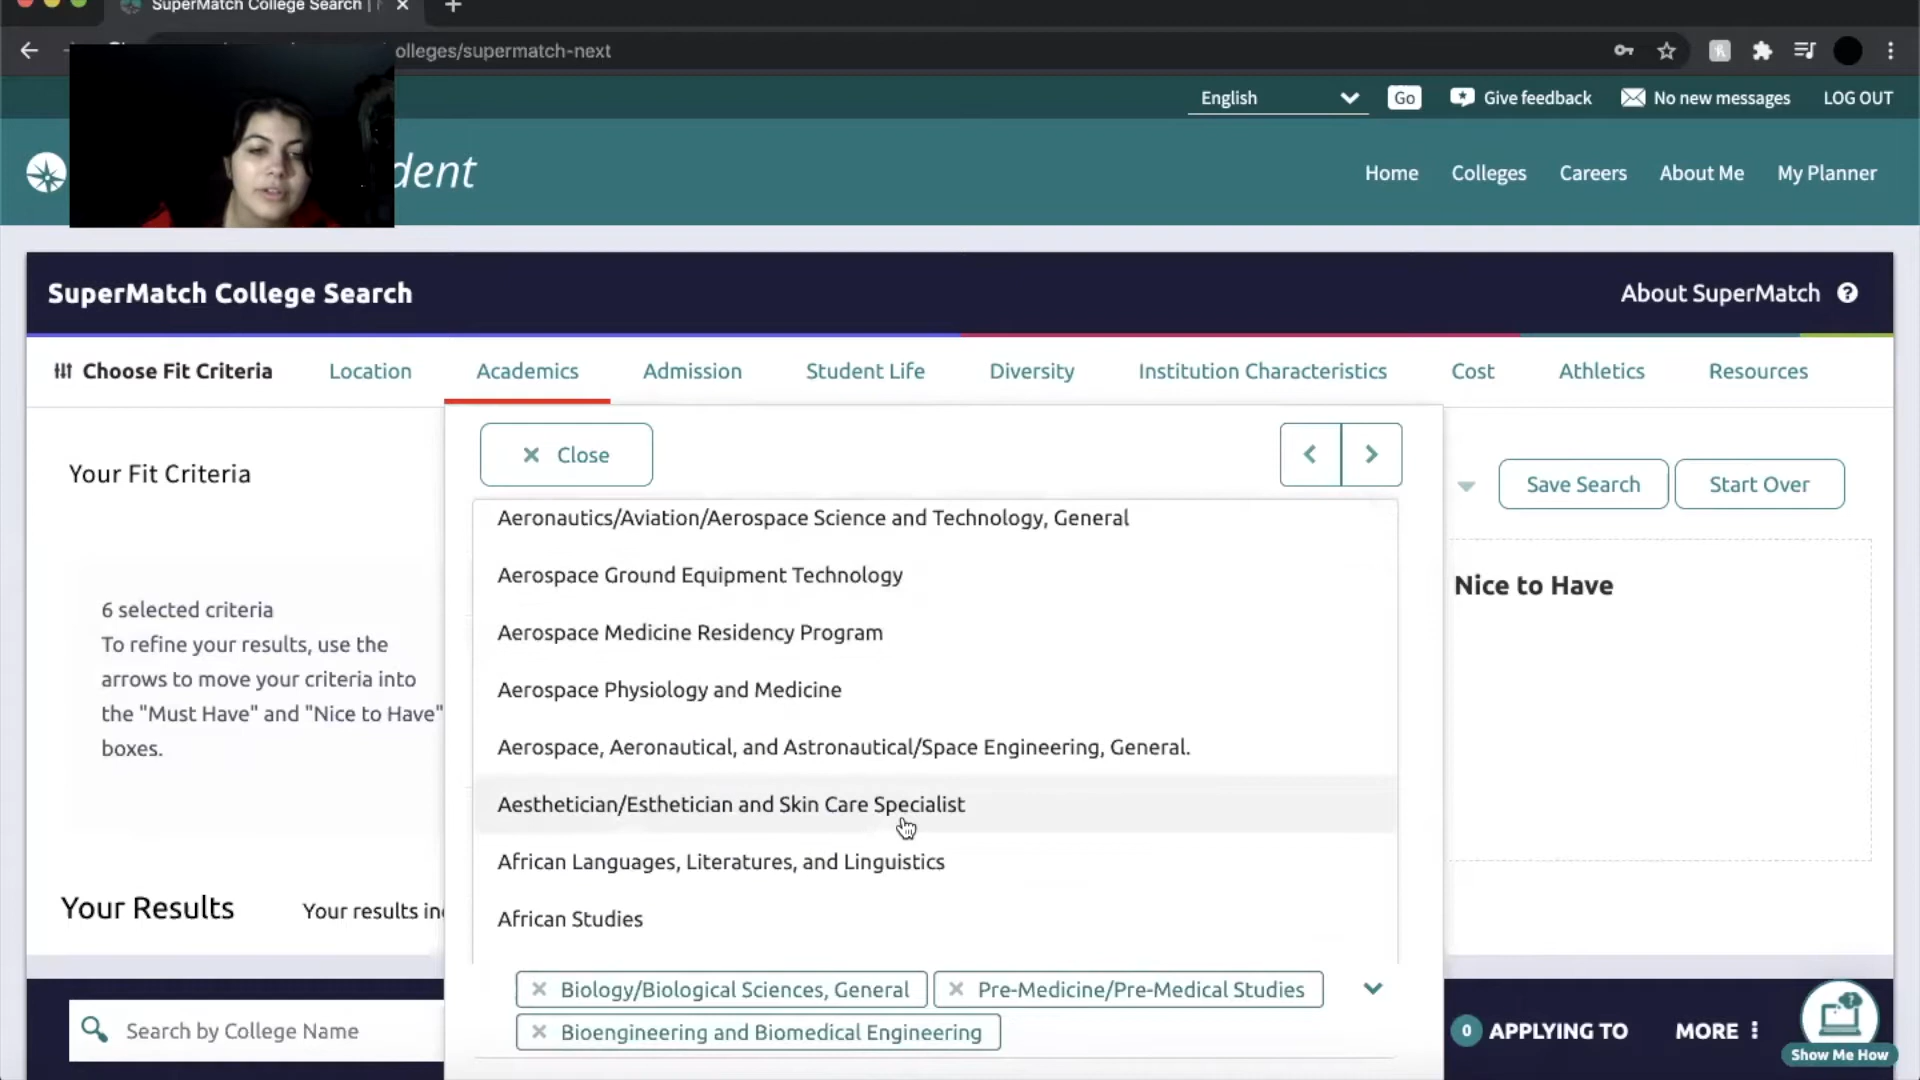 SuperMatch College Search |
olleges/supermatch-next
English
Go
Give feedback
No new messages
LOG OUT
dent
Home
Colleges
Careers
About Me
My Planner
SuperMatch College Search
About SuperMatch
Choose Fit Criteria
Location
Academics
Admission
Student Life
Diversity
Institution Characteristics
Cost
Athletics
Resources
Close
Your Fit Criteria
Save Search
Start Over
6 selected criteria
To refine your results, use the
arrows to move your criteria into
the "Must Have" and "Nice to Have"
boxes.
Aeronautics/Aviation/Aerospace Science and Technology, General
Aerospace Ground Equipment Technology
Aerospace Medicine Residency Program
Aerospace Physiology and Medicine
Aerospace, Aeronautical, and Astronautical/Space Engineering, General.
Aesthetician/Esthetician and Skin Care Specialist
African Languages, Literatures, and Linguistics
African Studies
Nice to Have
Your Results
Your results in
Biology/Biological Sciences, General
Pre-Medicine/Pre-Medical Studies
Bioengineering and Biomedical Engineering
Search by College Name
0 APPLYING TO
MORE
Show Me How